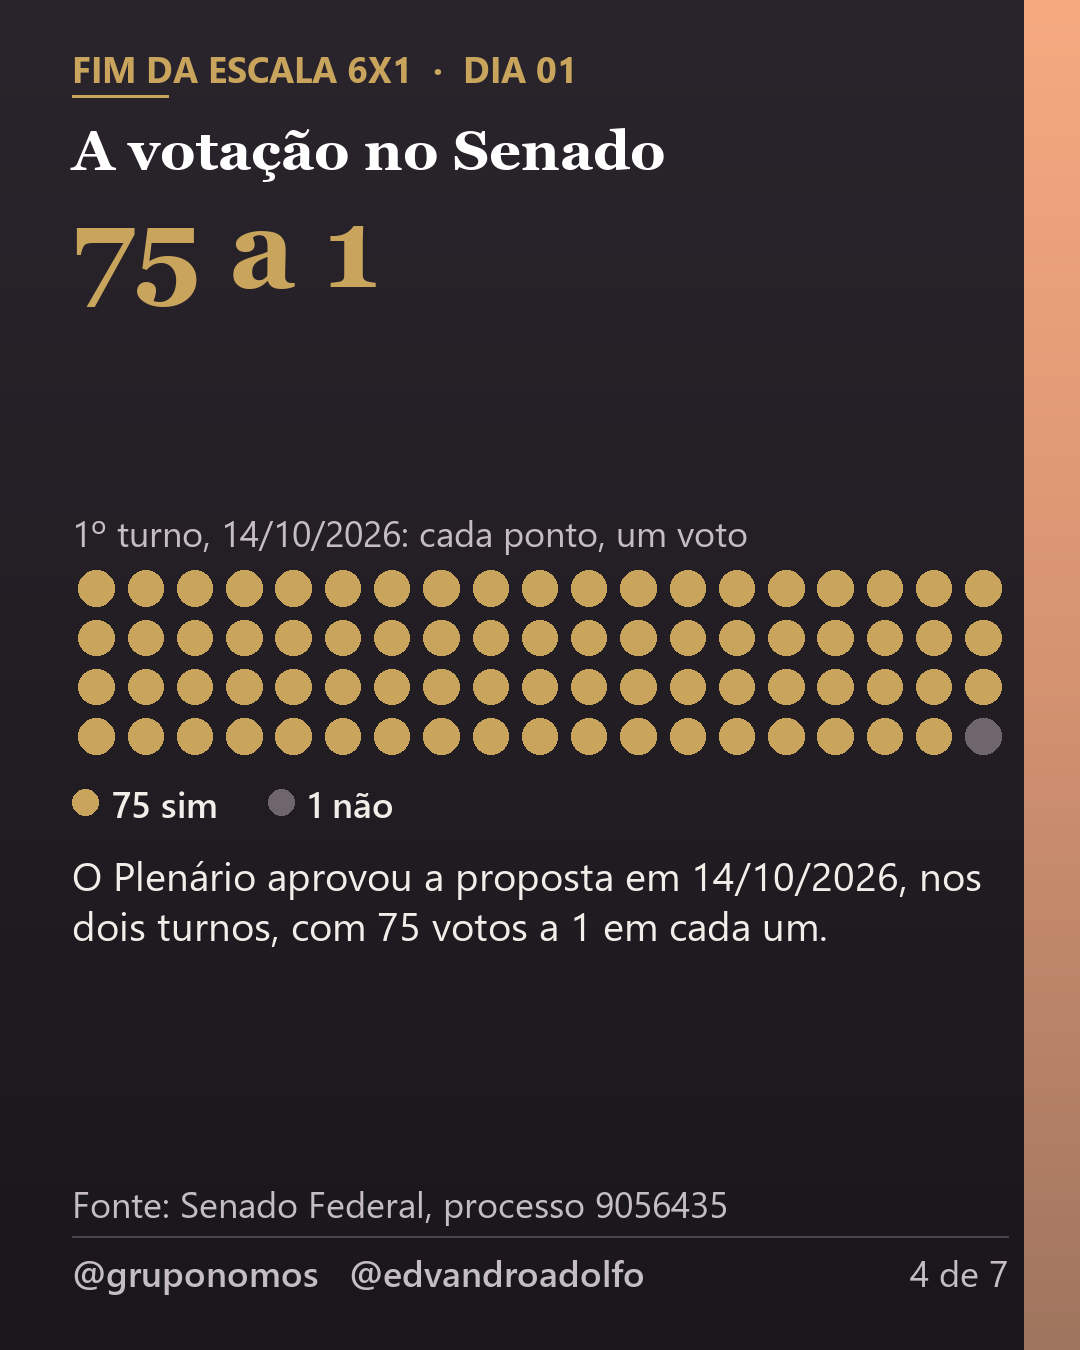 FIM DA ESCALA 6X1 · DIA 01
A votação no Senado
75 a 1
1º turno, 14/10/2026: cada ponto, um voto
75 sim 1 não
O Plenário aprovou a proposta em 14/10/2026, nos
dois turnos, com 75 votos a 1 em cada um.
Fonte: Senado Federal, processo 9056435
@gruponomos @edvandroadolfo 4 de 7